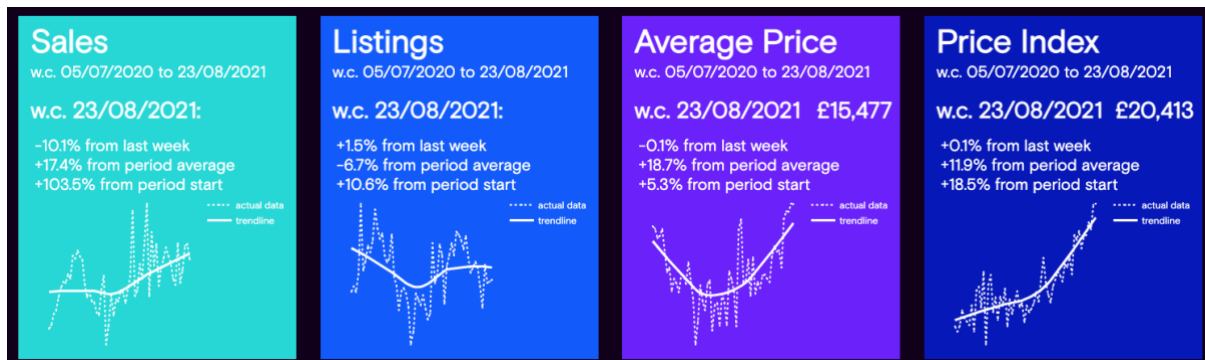 Sales
w.c. 05/07/2020 to 23/08/2021
w.c. 23/08/2021:
-10.1% from last week
+17.4% from period average
+103.5% from period start
actual data
trendline
Listings
w.c. 05/07/2020 to 23/08/2021
w.c. 23/08/2021:
+1.5% from last week
-6.7% from period average
+10.6% from period start
actual data
trendline
Average Price
w.c. 05/07/2020 to 23/08/2021
w.c. 23/08/2021 £15,477
-0.1% from last week
+18.7% from period average
+5.3% from period start
actual data
trendline
Price Index
w.c. 05/07/2020 to 23/08/2021
w.c. 23/08/2021 £20,413
+0.1% from last week
+11.9% from period average
+18.5% from period start
actual data
trendline